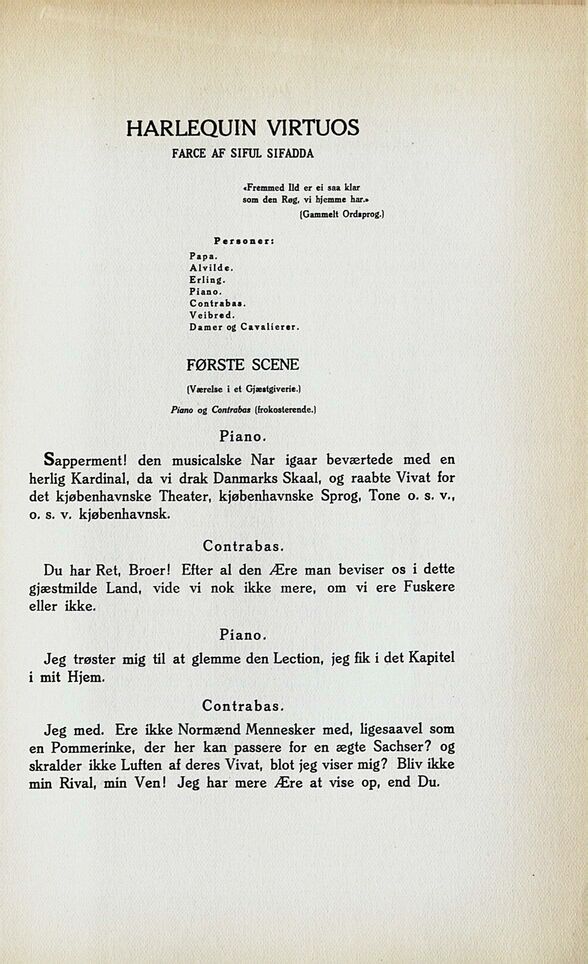 HARLEQUIN VIRTUOS
FARCE AF SIFUL SIFADDA
«Fremmed Ild er ei saa klar
som den Røg, vi hjemme har.»
(Gammelt Ordsprog.)
Personer:
Papa.
Alvilde.
Erling.
Piano.
Contrabas.
Veibred.
Damer og Cavalierer.
FØRSTE SCENE
(Værelse i et Gjæstgiverie.)
Piano og Contrabas (frokosterende.)
Piano.
Sapperment! den musicalske Nar igaar beværtede med en
herlig Kardinal, da vi drak Danmarks Skaal, og raabte Vivat for
det kjøbenhavnske Theater, kjøbenhavnske Sprog, Tone o. s. v.,
o. s. v. kjøbenhavnsk.
Contrabas.
Du har Ret, Broer! Efter al den Ære man beviser os i dette
gjæstmilde Land, vide vi nok ikke mere, om vi ere Fuskere
eller ikke.
Piano.
Jeg trøster mig til at glemme den Lection, jeg fik i det Kapitel
i mit Hjem.
Contrabas.
Jeg med. Ere ikke Normænd Mennesker med, ligesaavel som
en Pommerinke, der her kan passere for en ægte Sachser? og
skralder ikke Luften af deres Vivat, blot jeg viser mig? Bliv ikke
min Rival, min Ven! Jeg har mere Ære at vise op, end Du.